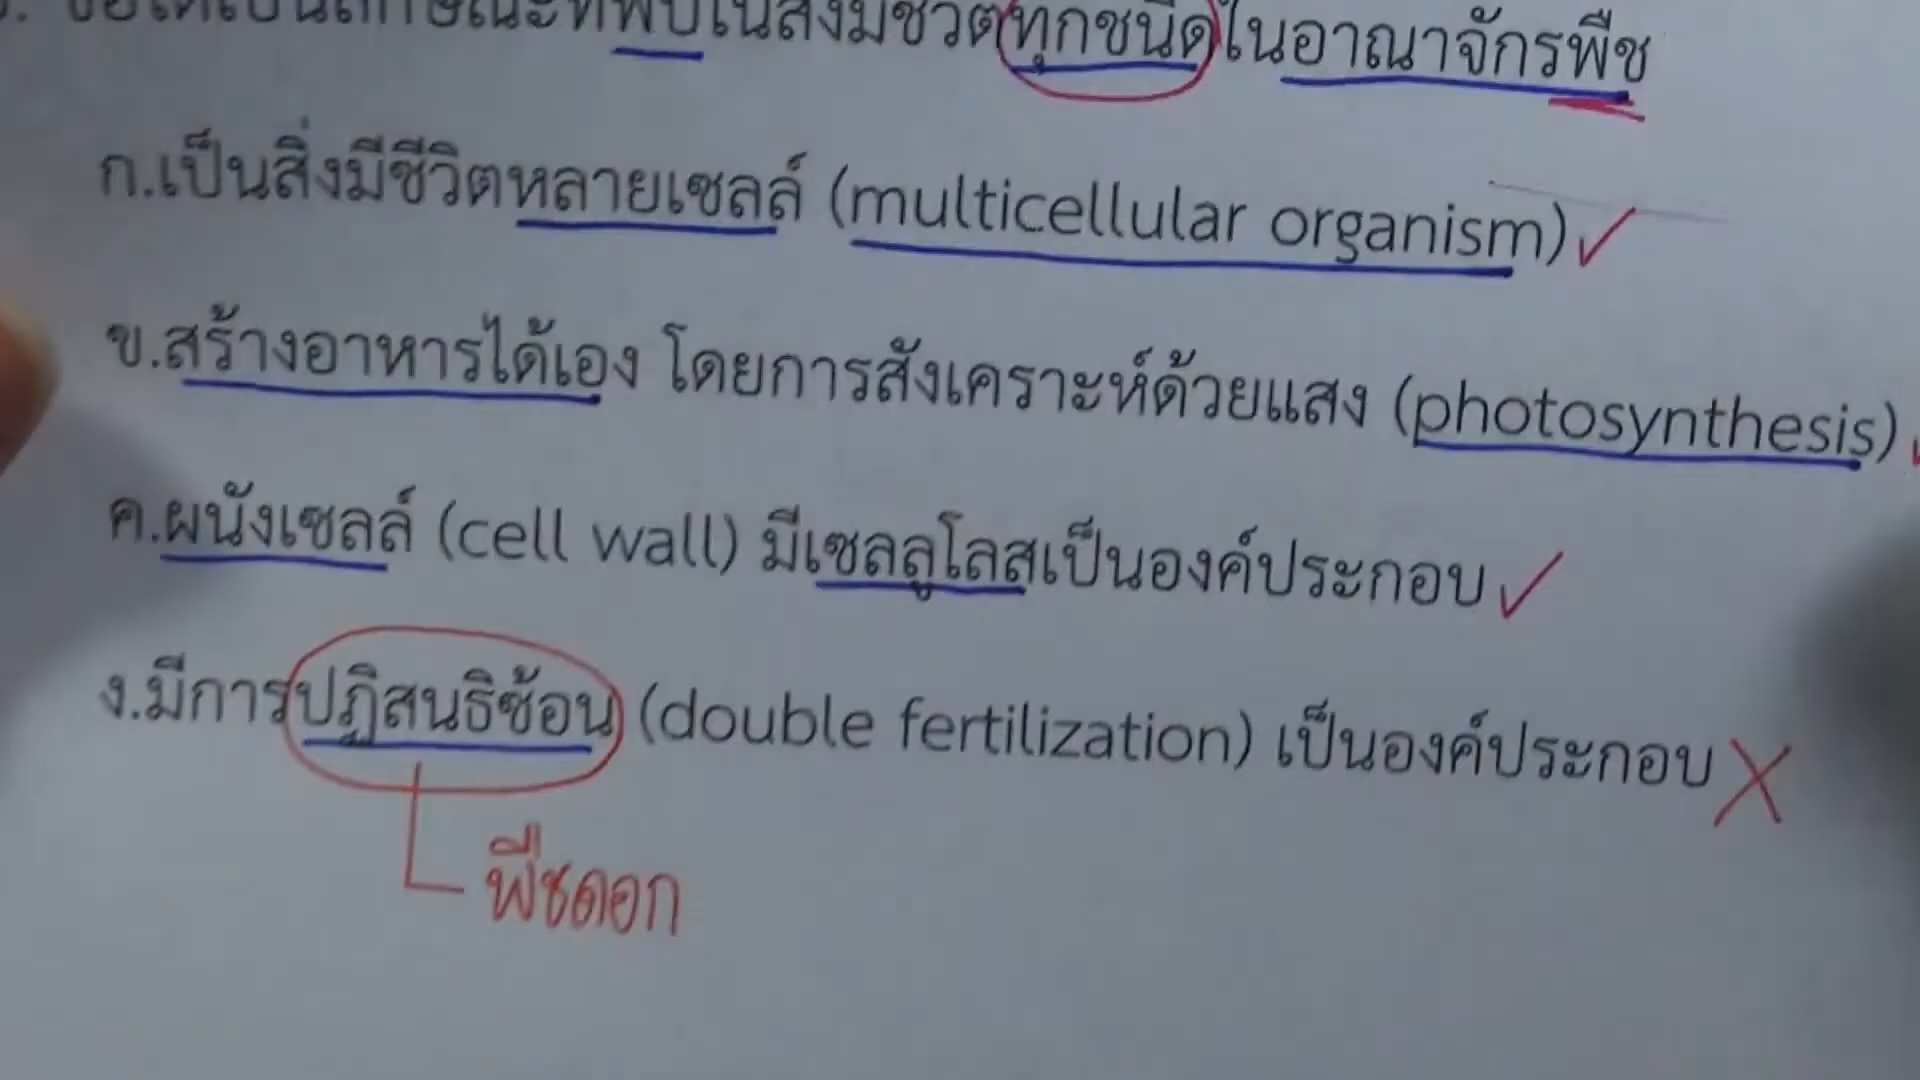 ข้อใดเป็นลักษณะที่พบในสิ่งมีชีวิตทุกชนิดในอาณาจักรพืช
ก.เป็นสิ่งมีชีวิตหลายเซลล์ (multicellular organism) ✓
ข.สร้างอาหารได้เอง โดยการสังเคราะห์ด้วยแสง (photosynthesis)
ค.ผนังเซลล์ (cell wall) มีเซลลูโลสเป็นองค์ประกอบ ✓
ง.มีการปฏิสนธิซ้อน (double fertilization) เป็นองค์ประกอบ X
พืชดอก